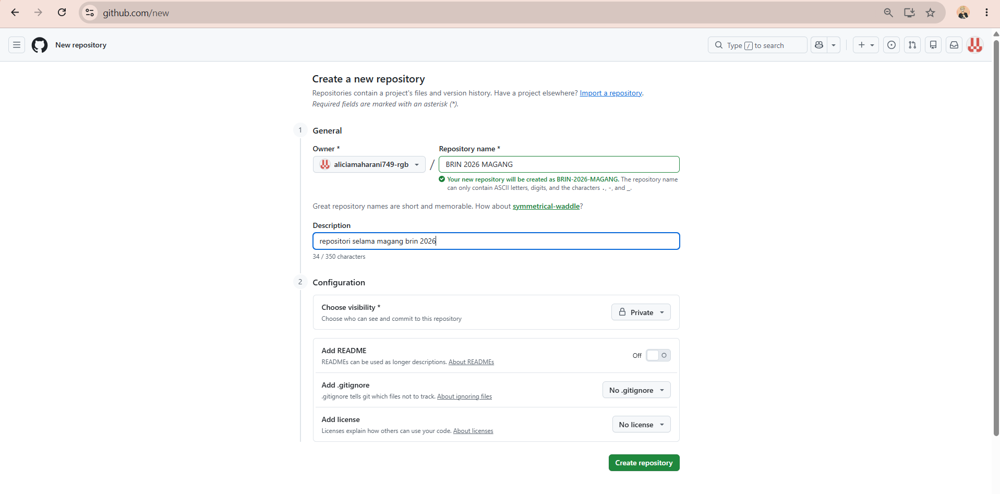 github.com/new
New repository
Type / to search
Create a new repository
Repositories contain a project's files and version history. Have a project elsewhere? Import a repository.
Required fields are marked with an asterisk (*).
1 General
Owner *
Repository name *
aliciamaharani749-rgb / BRIN 2026 MAGANG
Your new repository will be created as BRIN-2026-MAGANG. The repository name
can only contain ASCII letters, digits, and the characters ., -, and _.
Great repository names are short and memorable. How about symmetrical-waddle?
Description
repositori selama magang brin 2026
34 / 350 characters
2 Configuration
Choose visibility *
Choose who can see and commit to this repository
Private
Add README
READMEs can be used as longer descriptions. About READMEs
Off
Add .gitignore
.gitignore tells git which files not to track. About ignoring files
No .gitignore
Add license
Licenses explain how others can use your code. About licenses
No license
Create repository